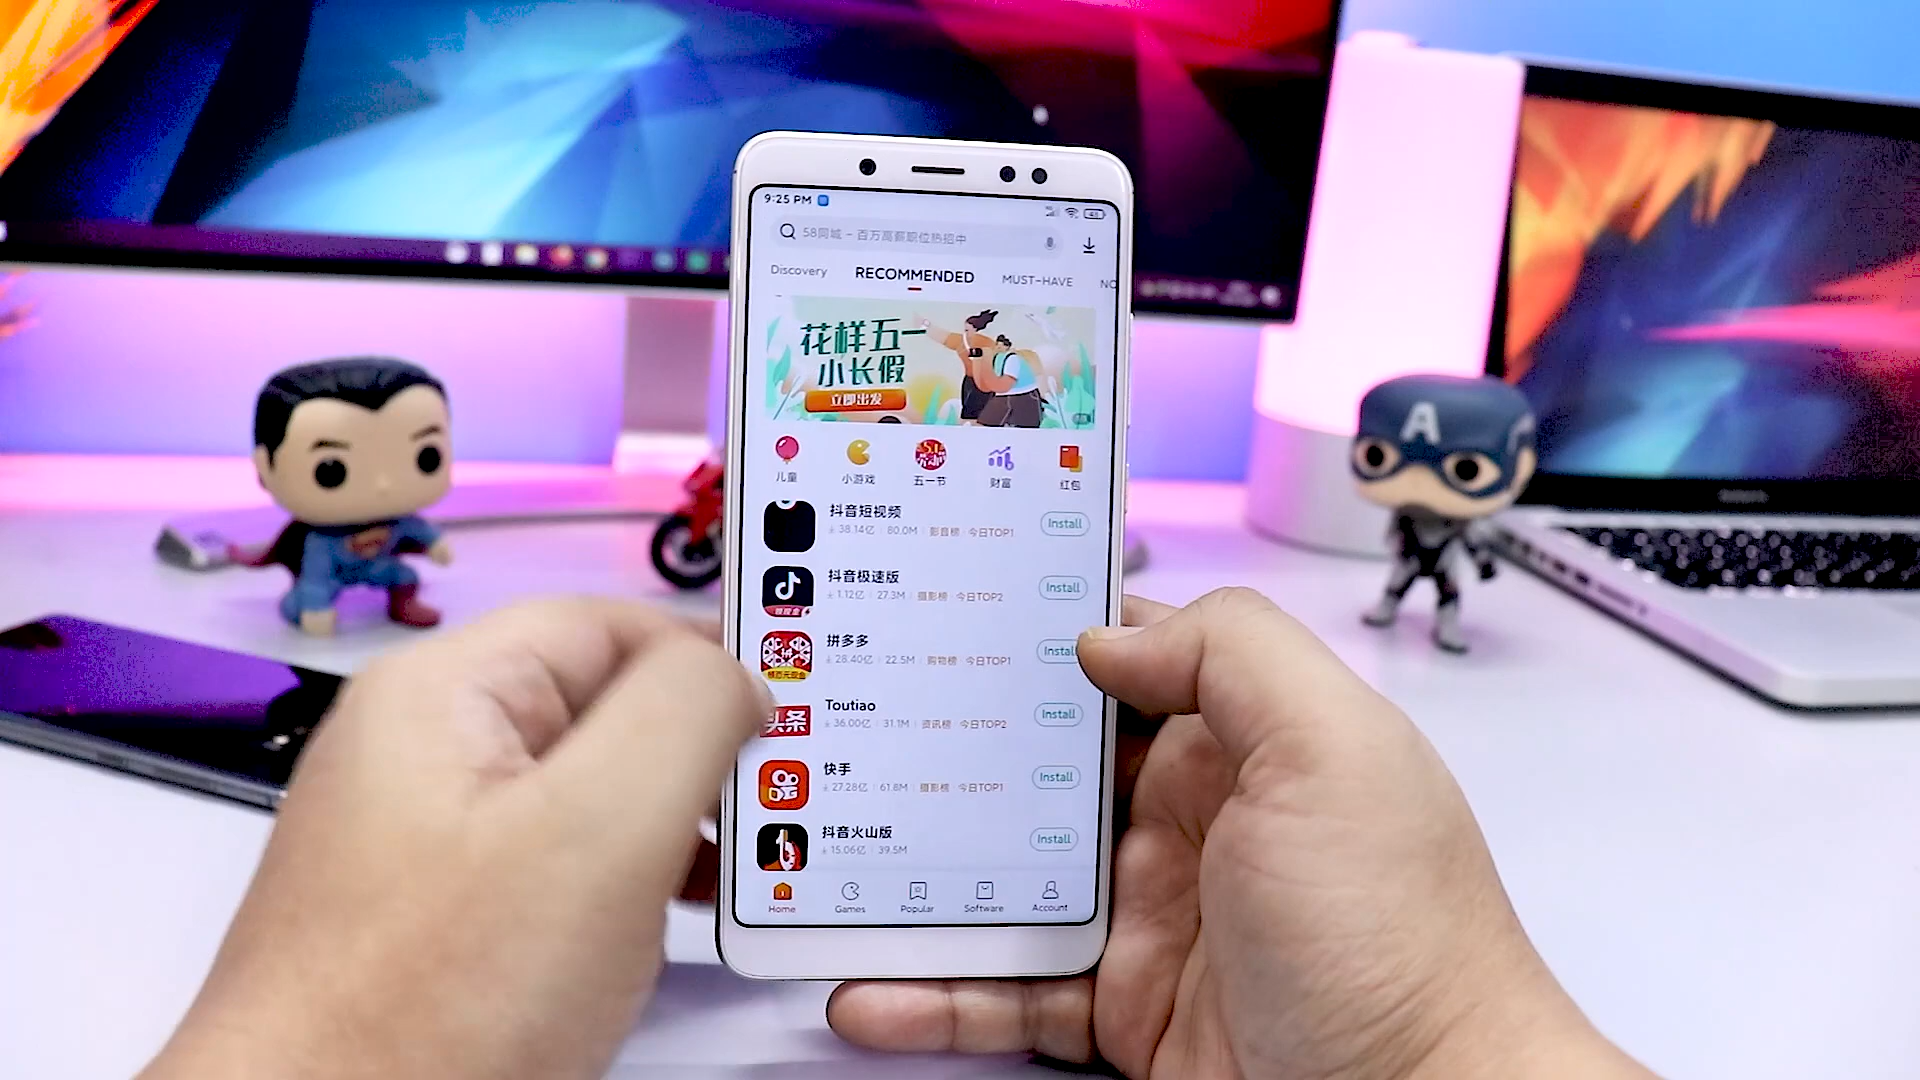 9:25 PM
58同城 - 百万高薪职位热招中
Discovery RECOMMENDED MUST-HAVE NO
花样五一
小长假
立即出发
儿童 小游戏 五一节 财富 红包
抖音短视频
38.14亿 | 80.0M | 影音榜 · 今日TOP1
Install
抖音极速版
1.12亿 | 27.3M | 摄影榜 · 今日TOP2
Install
拼多多
28.40亿 | 22.5M | 购物榜 · 今日TOP1
Install
Toutiao
36.00亿 | 31.1M | 资讯榜 · 今日TOP2
头条
Install
快手
27.28亿 | 61.8M | 摄影榜 · 今日TOP1
Install
抖音火山版
15.06亿 | 39.5M
Install
Home Games Popular Software Account
A